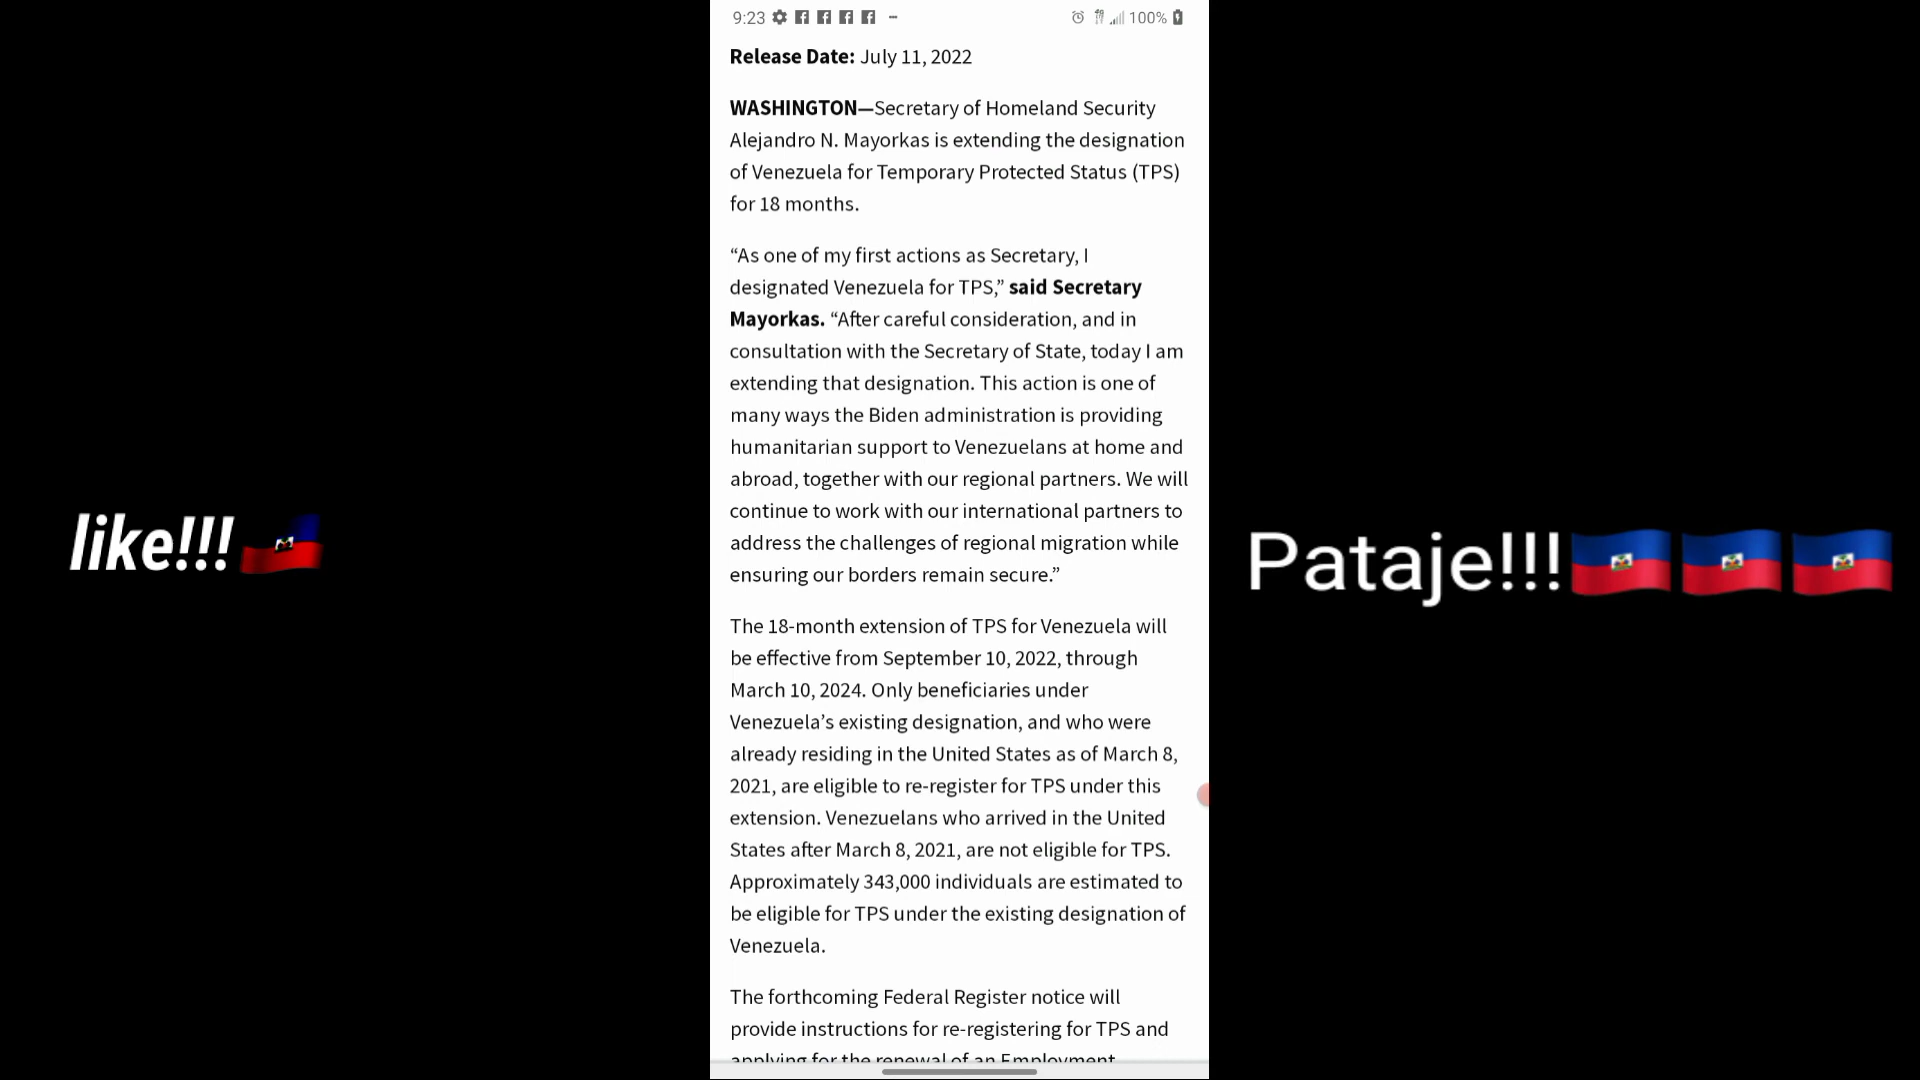 9:23
100%
Release Date: July 11, 2022
WASHINGTON—Secretary of Homeland Security
Alejandro N. Mayorkas is extending the designation
of Venezuela for Temporary Protected Status (TPS)
for 18 months.
“As one of my first actions as Secretary, I
designated Venezuela for TPS,” said Secretary
Mayorkas. “After careful consideration, and in
consultation with the Secretary of State, today I am
extending that designation. This action is one of
many ways the Biden administration is providing
humanitarian support to Venezuelans at home and
abroad, together with our regional partners. We will
continue to work with our international partners to
address the challenges of regional migration while
ensuring our borders remain secure.”
The 18-month extension of TPS for Venezuela will
be effective from September 10, 2022, through
March 10, 2024. Only beneficiaries under
Venezuela’s existing designation, and who were
already residing in the United States as of March 8,
2021, are eligible to re-register for TPS under this
extension. Venezuelans who arrived in the United
States after March 8, 2021, are not eligible for TPS.
Approximately 343,000 individuals are estimated to
be eligible for TPS under the existing designation of
Venezuela.
The forthcoming Federal Register notice will
provide instructions for re-registering for TPS and
applying for the renewal of an Employment
like!!!
Pataje!!!